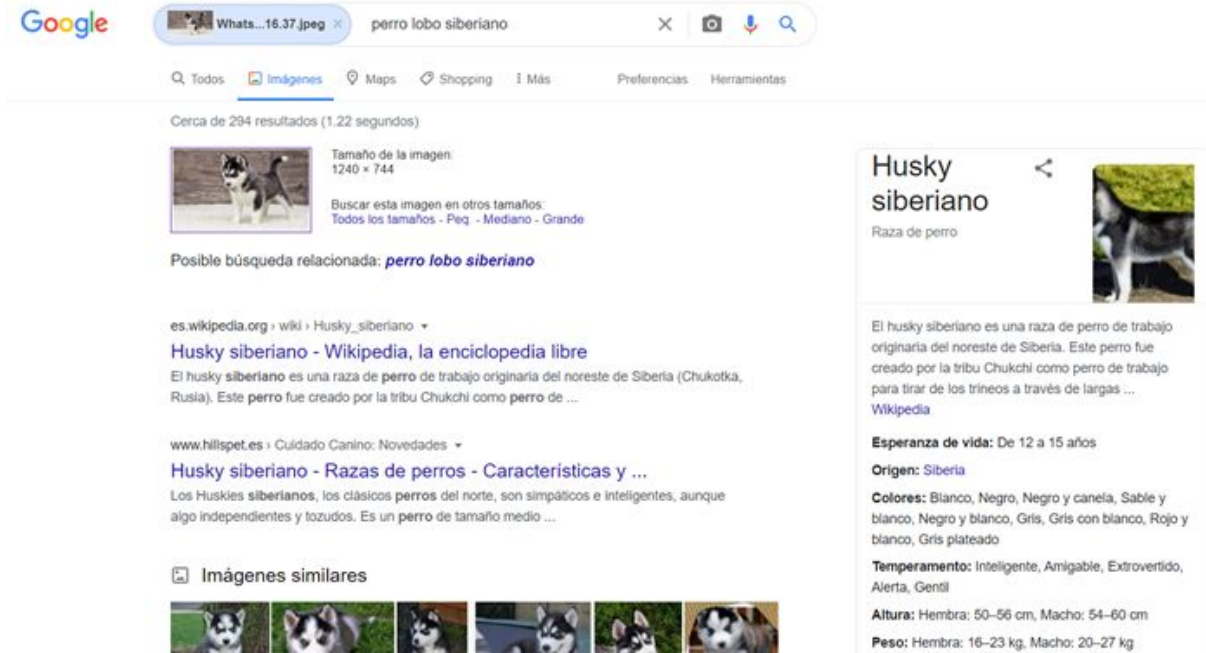 Google
Whats...16.37.jpeg ×
perro lobo siberiano
Todos Imágenes Maps Shopping Más Preferencias Herramientas
Cerca de 294 resultados (1.22 segundos)
Tamaño de la imagen:
1240 × 744
Buscar esta imagen en otros tamaños:
Todos los tamaños - Peq. - Mediano - Grande
Posible búsqueda relacionada: perro lobo siberiano
es.wikipedia.org › wiki › Husky_siberiano
Husky siberiano - Wikipedia, la enciclopedia libre
El husky siberiano es una raza de perro de trabajo originaria del noreste de Siberia (Chukotka,
Rusia). Este perro fue creado por la tribu Chukchi como perro de ...
www.hillspet.es › Cuidado Canino: Novedades
Husky siberiano - Razas de perros - Características y ...
Los Huskies siberianos, los clásicos perros del norte, son simpáticos e inteligentes, aunque
algo independientes y tozudos. Es un perro de tamaño medio ...
Imágenes similares
Husky
siberiano
Raza de perro
El husky siberiano es una raza de perro de trabajo
originaria del noreste de Siberia. Este perro fue
creado por la tribu Chukchi como perro de trabajo
para tirar de los trineos a través de largas ...
Wikipedia
Esperanza de vida: De 12 a 15 años
Origen: Siberia
Colores: Blanco, Negro, Negro y canela, Sable y
blanco, Negro y blanco, Gris, Gris con blanco, Rojo y
blanco, Gris plateado
Temperamento: Inteligente, Amigable, Extrovertido,
Alerta, Gentil
Altura: Hembra: 50–56 cm, Macho: 54–60 cm
Peso: Hembra: 16–23 kg, Macho: 20–27 kg